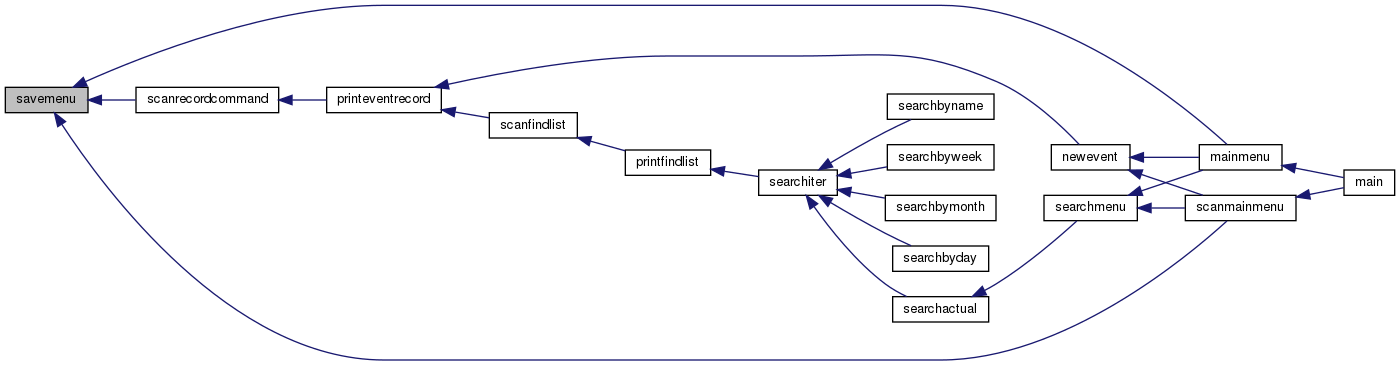 savemenu
scanrecordcommand
printeventrecord
scanfindlist
printfindlist
searchiter
searchbyname
searchbyweek
searchbymonth
searchbyday
searchactual
newevent
searchmenu
mainmenu
scanmainmenu
main